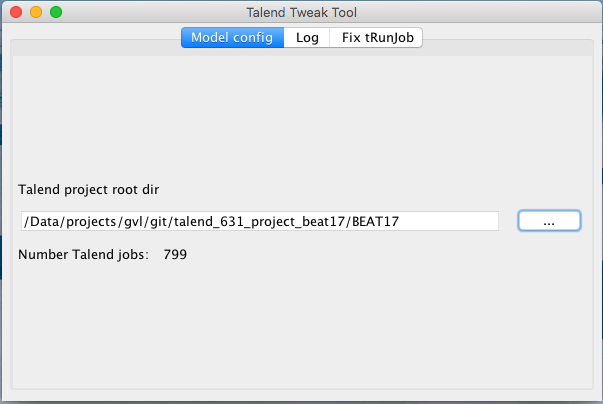 Talend Tweak Tool
Model config Log Fix tRunJob
Talend project root dir
/Data/projects/gvl/git/talend_631_project_beat17/BEAT17 ...
Number Talend jobs: 799